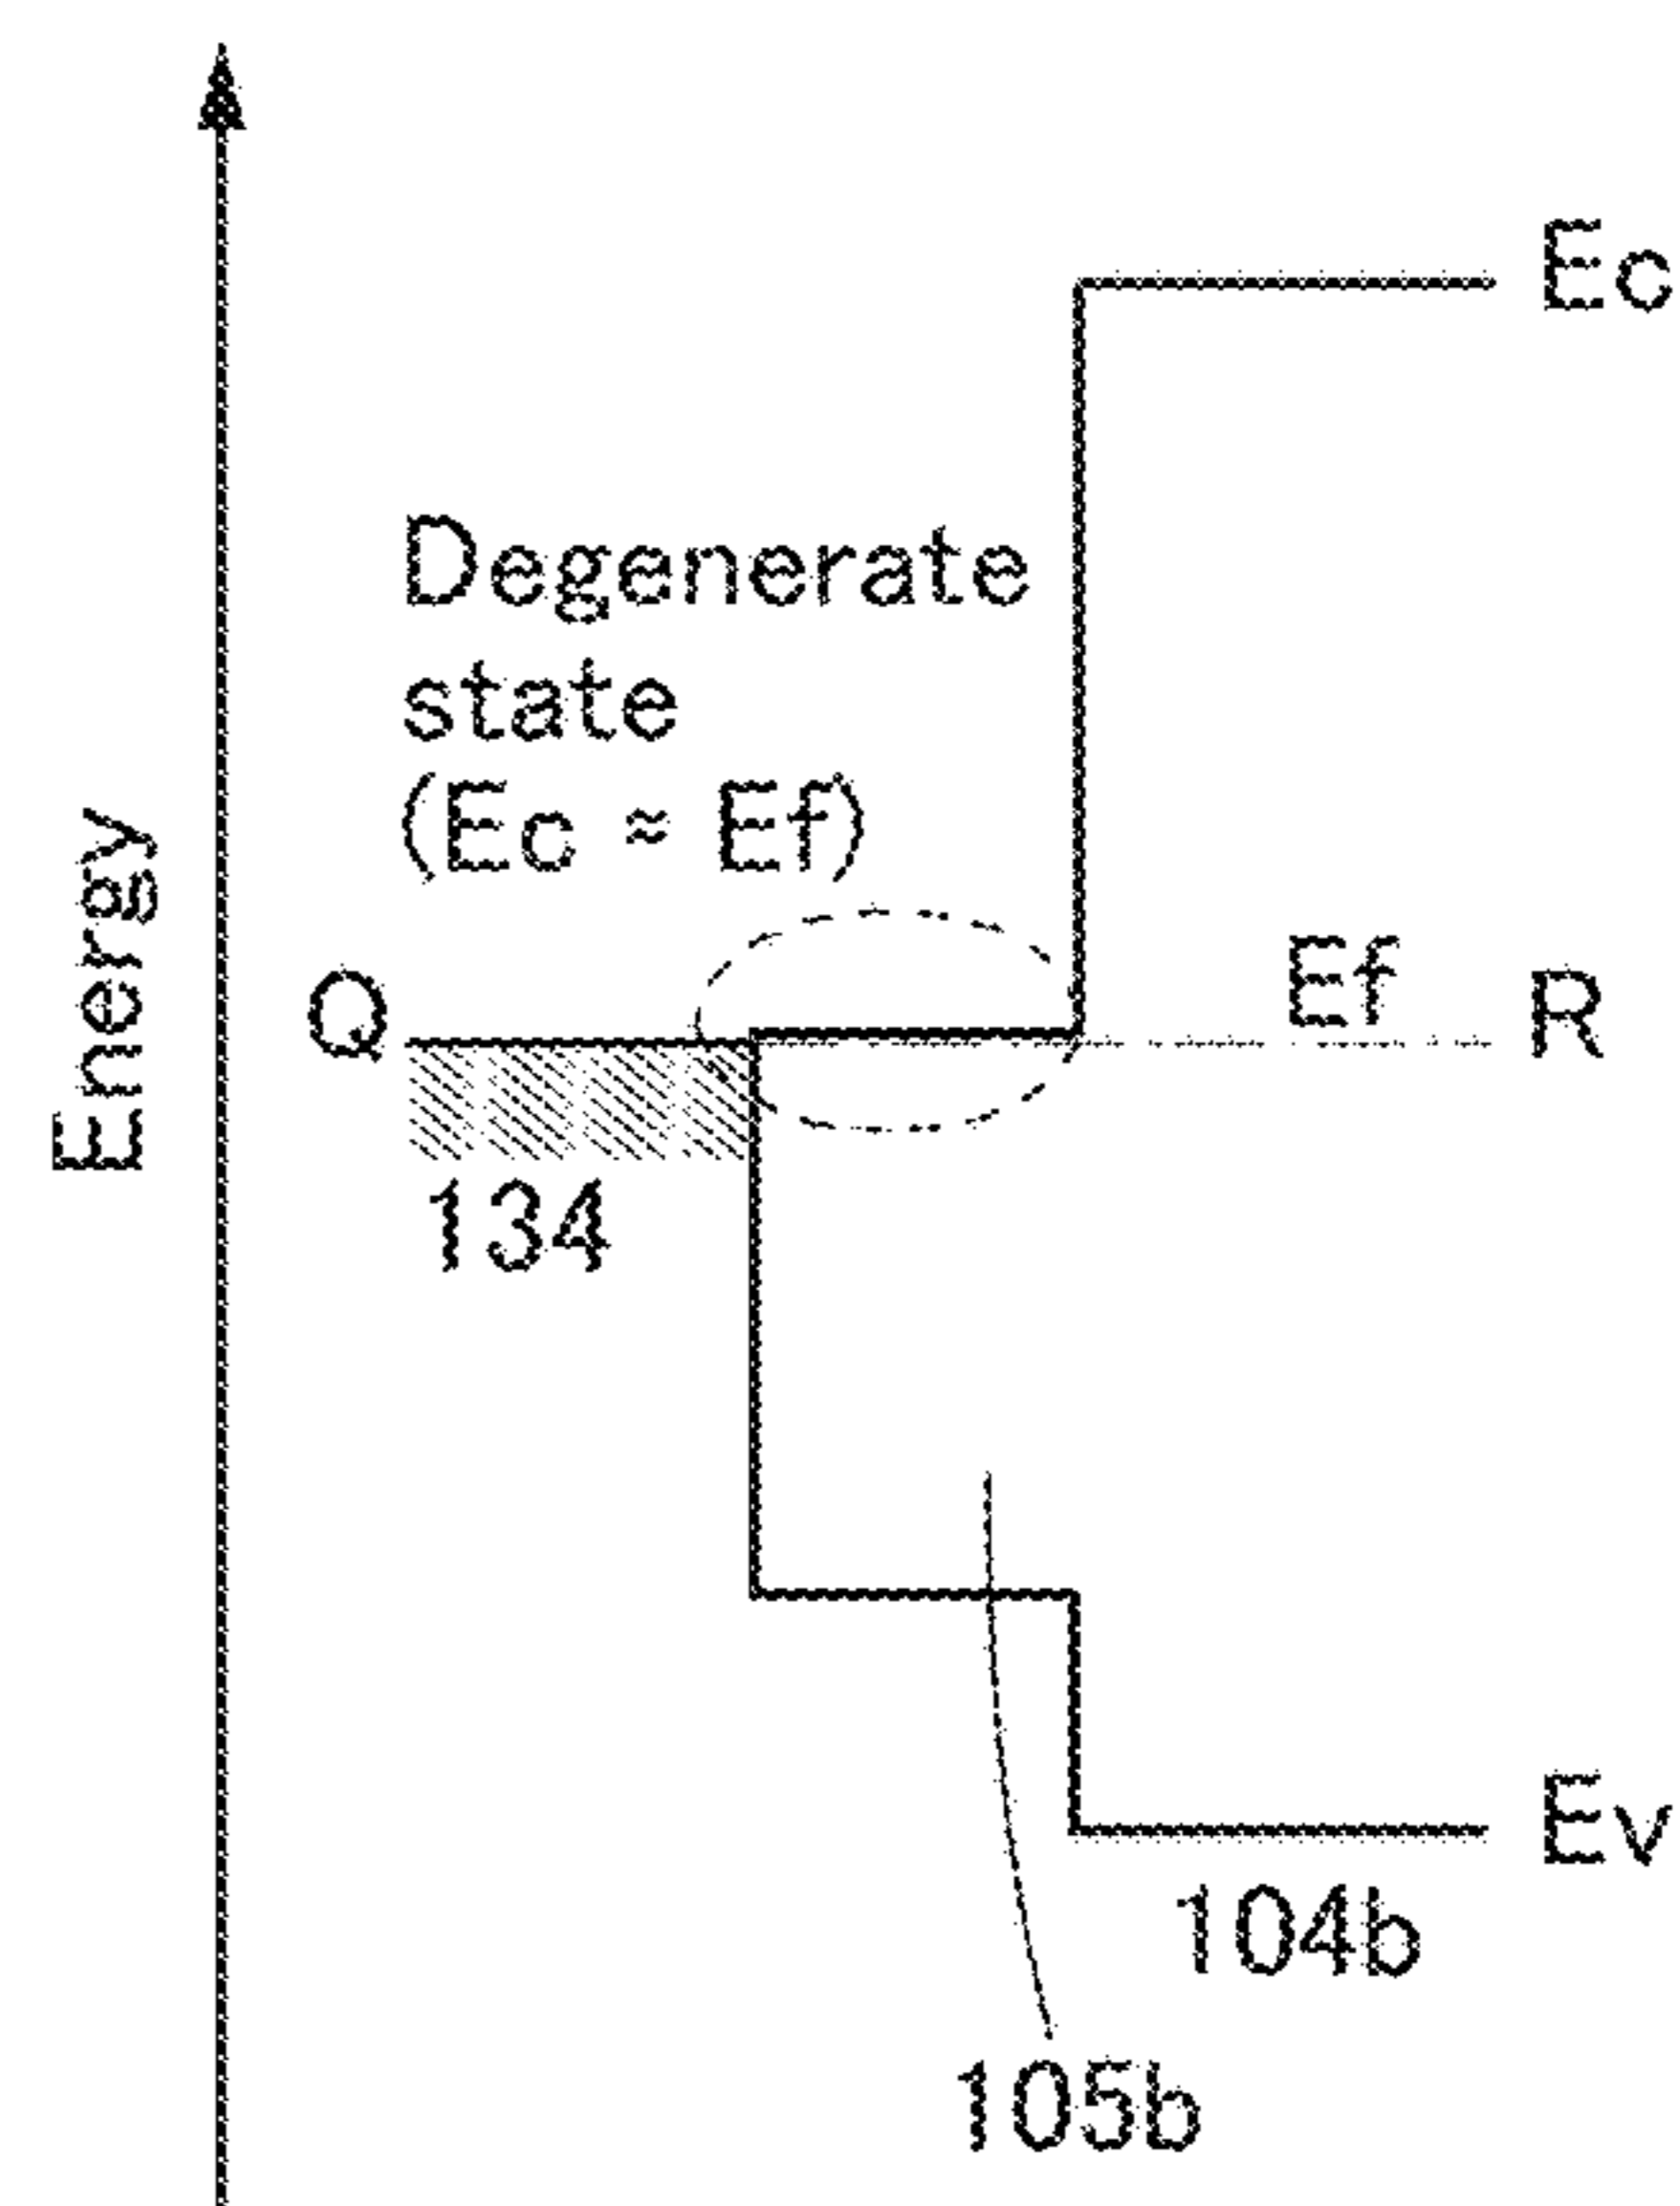 Ec
Degenerate
state
(Ec ≈ Ef)
Energy
Q
Ef
R
134
Ev
104b
105b